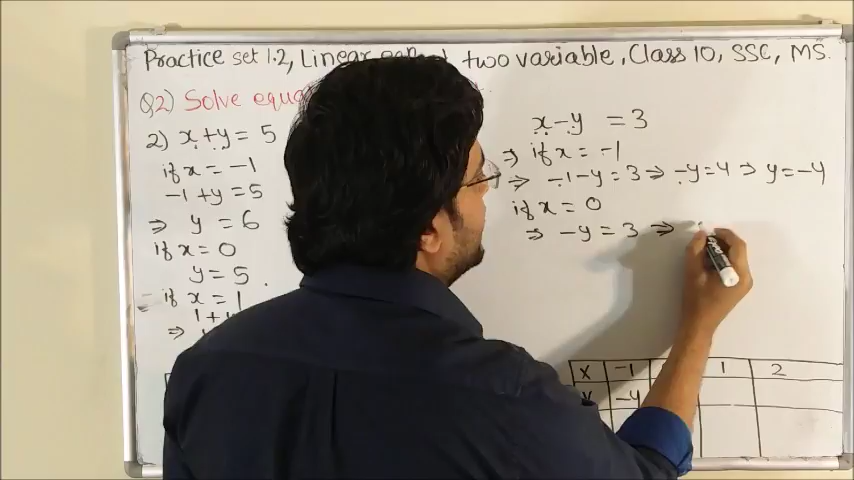 Practice set 1.2, Linear two variable, Class 10, SSC, MS.
Q2) Solve
2) x+y = 5
if x = -1
-1+y = 5
⇒ y = 6
if x = 0
y = 5
if x = 1
1+
⇒
x-y = 3
⇒ if x = -1
⇒ -1-y = 3 ⇒ -y = 4 ⇒ y = -4
if x = 0
⇒ -y = 3 ⇒
x -1 1 2
-4